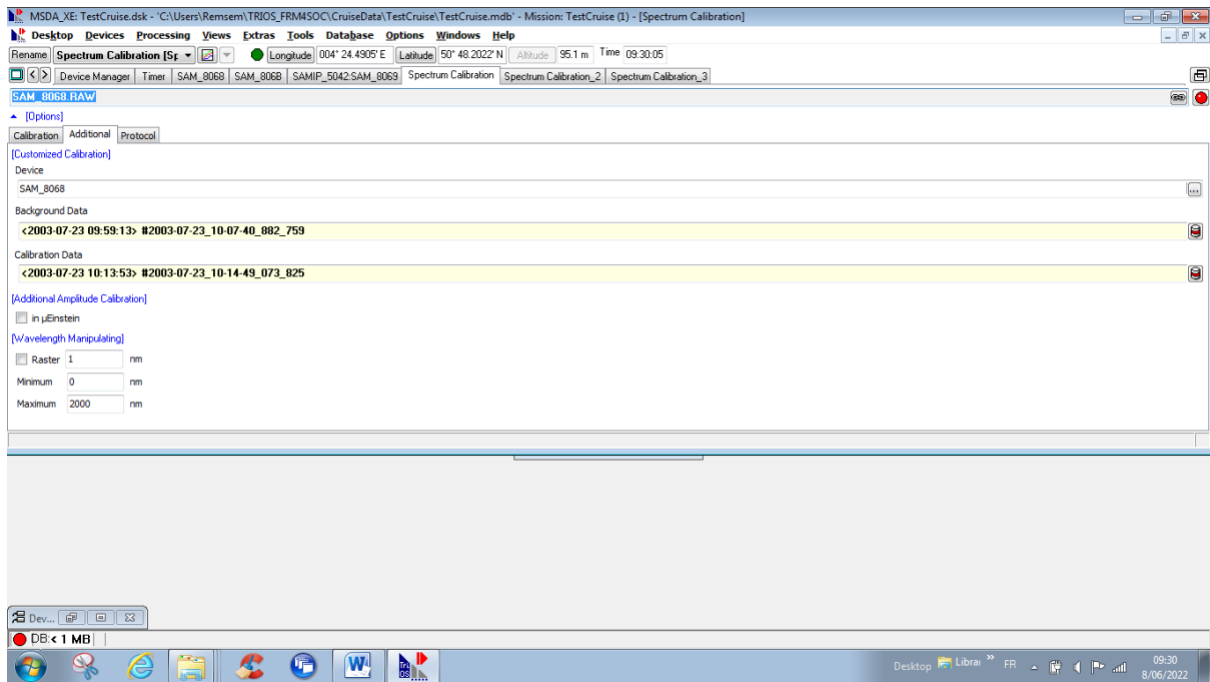 MSDA_XE: TestCruise.dsk - 'C:\Users\Remsem\TRIOS_FRM4SOC\CruiseData\TestCruise\TestCruise.mdb' - Mission: TestCruise (1) - [Spectrum Calibration]
Desktop Devices Processing Views Extras Tools Database Options Windows Help
Rename Spectrum Calibration [Sp Longitude 004° 24.4905' E Latitude 50° 48.2022' N Altitude 95.1 m Time 09:30:05
Device Manager Timer SAM_8068 SAM_806B SAMIP_5042:SAM_8069 Spectrum Calibration Spectrum Calibration_2 Spectrum Calibration_3
SAM_8068.RAW
[Options]
Calibration Additional Protocol
[Customized Calibration]
Device
SAM_8068
...
Background Data
<2003-07-23 09:59:13> #2003-07-23_10-07-40_882_759
Calibration Data
<2003-07-23 10:13:53> #2003-07-23_10-14-49_073_825
[Additional Amplitude Calibration]
in µEinstein
[Wavelength Manipulating]
Raster 1 nm
Minimum 0 nm
Maximum 2000 nm
Dev...
DB:< 1 MB
Desktop Librai » FR 09:30
8/06/2022